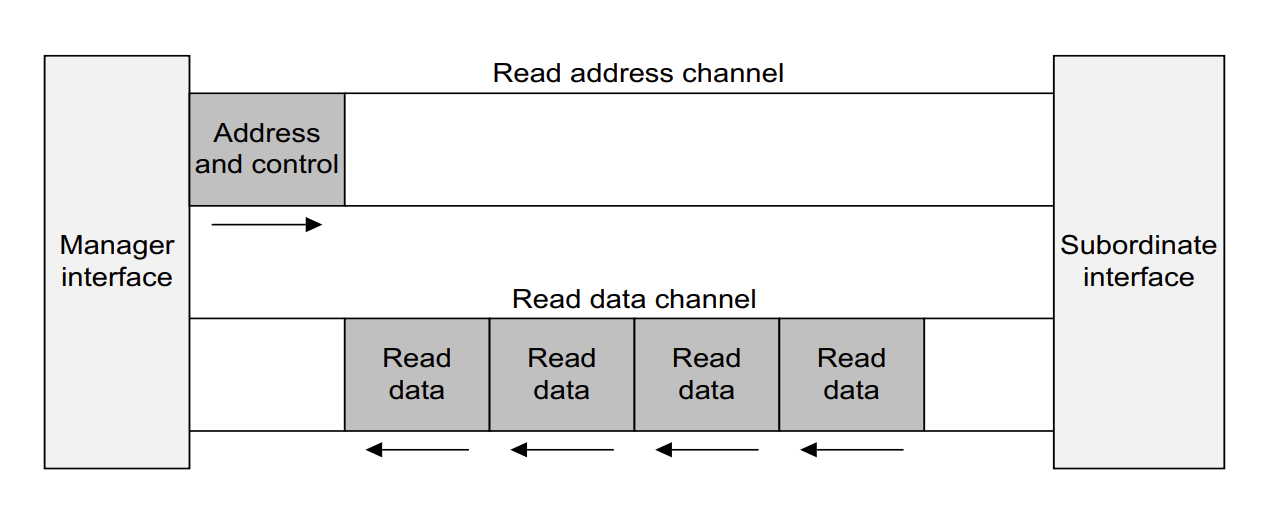 Read address channel
Address
and control
Manager
interface
Subordinate
interface
Read data channel
Read
data
Read
data
Read
data
Read
data